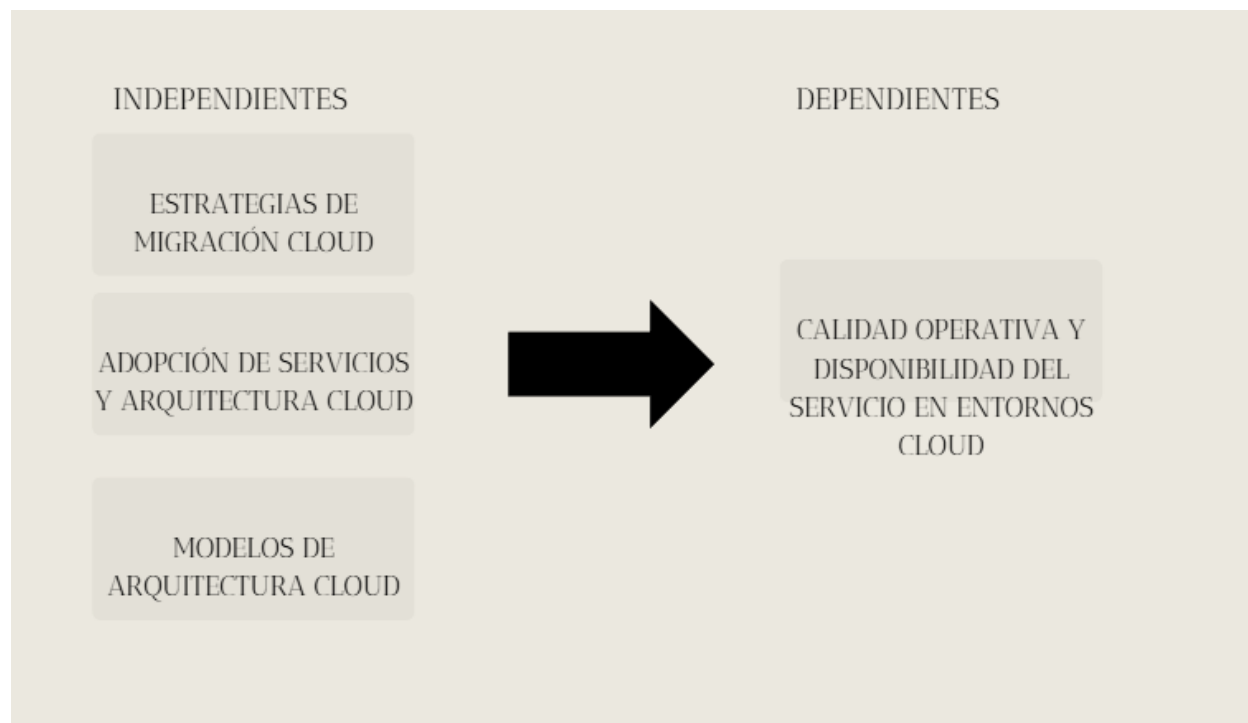 INDEPENDIENTES
ESTRATEGIAS DE
MIGRACIÓN CLOUD
ADOPCIÓN DE SERVICIOS
Y ARQUITECTURA CLOUD
MODELOS DE
ARQUITECTURA CLOUD
DEPENDIENTES
CALIDAD OPERATIVA Y
DISPONIBILIDAD DEL
SERVICIO EN ENTORNOS
CLOUD